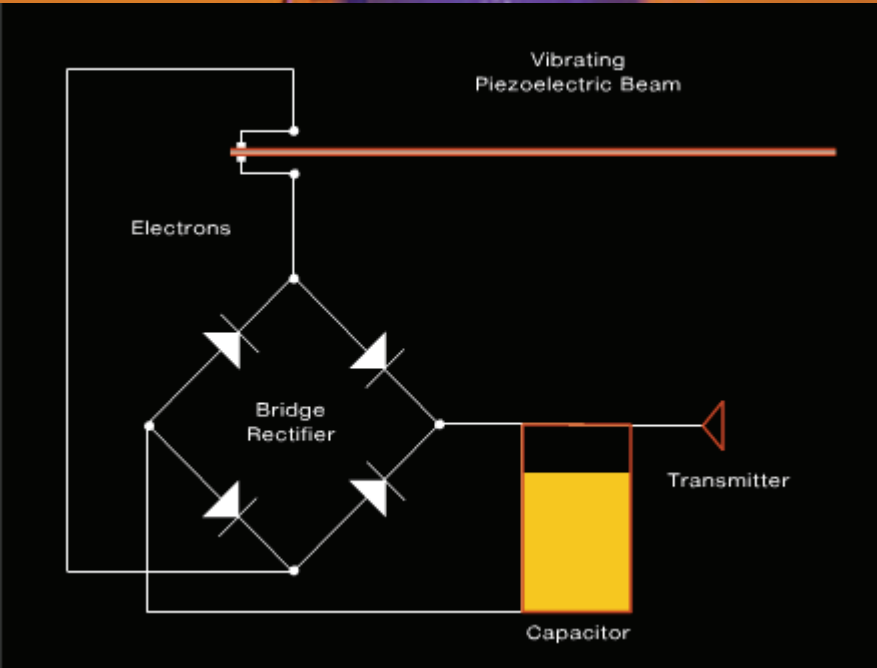 Vibrating
Piezoelectric Beam
Electrons
Bridge
Rectifier
Transmitter
Capacitor